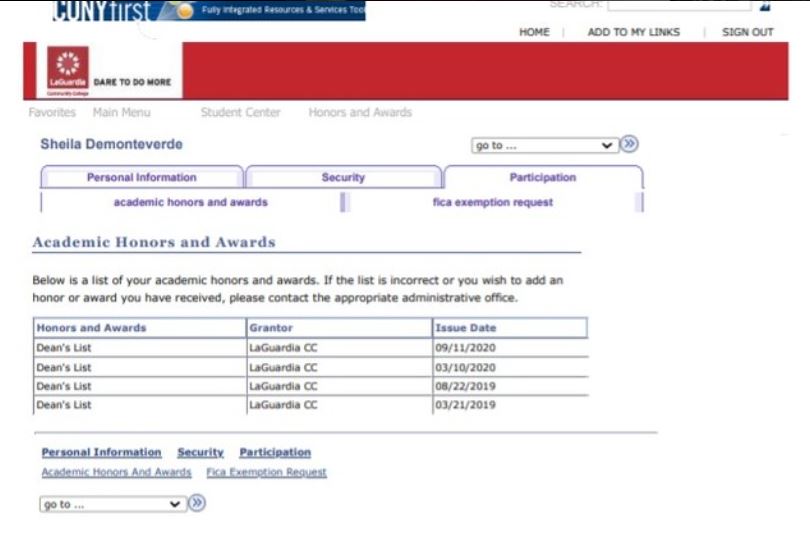 CUNYfirst Fully Integrated Resources & Services Tool
SEARCH:
HOME | ADD TO MY LINKS | SIGN OUT
LaGuardia
Community College
DARE TO DO MORE
Favorites Main Menu Student Center Honors and Awards
Sheila Demonteverde
go to ...
Personal Information Security Participation
academic honors and awards fica exemption request
Academic Honors and Awards
Below is a list of your academic honors and awards. If the list is incorrect or you wish to add an
honor or award you have received, please contact the appropriate administrative office.
Honors and Awards Grantor Issue Date
Dean's List LaGuardia CC 09/11/2020
Dean's List LaGuardia CC 03/10/2020
Dean's List LaGuardia CC 08/22/2019
Dean's List LaGuardia CC 03/21/2019
Personal Information Security Participation
Academic Honors And Awards Fica Exemption Request
go to ...